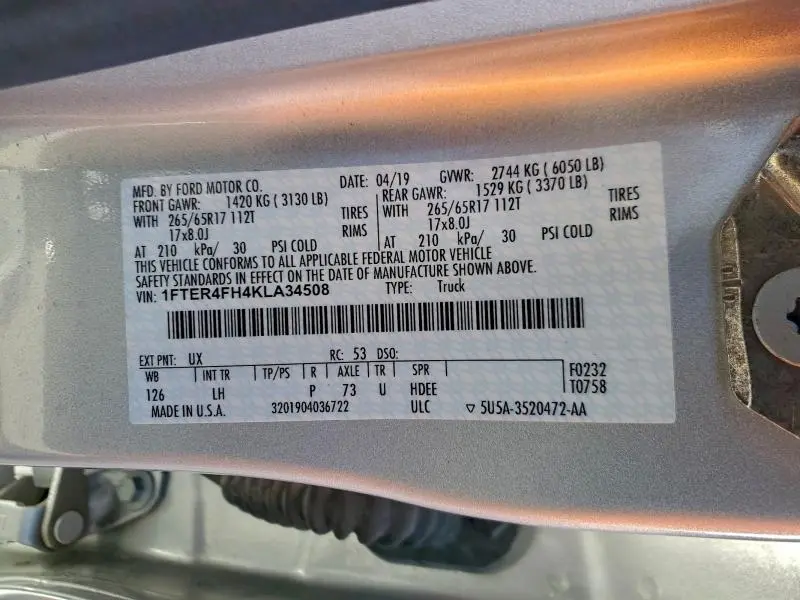 MFD. BY FORD MOTOR CO. DATE: 04/19 GVWR: 2744 KG ( 6050 LB)
FRONT GAWR: 1420 KG ( 3130 LB) REAR GAWR: 1529 KG ( 3370 LB)
WITH 265/65R17 112T TIRES WITH 265/65R17 112T TIRES
17x8.0J RIMS 17x8.0J RIMS
AT 210 kPa/ 30 PSI COLD AT 210 kPa/ 30 PSI COLD
THIS VEHICLE CONFORMS TO ALL APPLICABLE FEDERAL MOTOR VEHICLE
SAFETY STANDARDS IN EFFECT ON THE DATE OF MANUFACTURE SHOWN ABOVE.
VIN: 1FTER4FH4KLA34508 TYPE: Truck
EXT PNT: UX RC: 53 DSO:
WB INT TR TP/PS R AXLE TR SPR F0232
126 LH P 73 U HDEE T0758
MADE IN U.S.A. 3201904036722 ULC ▽ 5U5A-3520472-AA